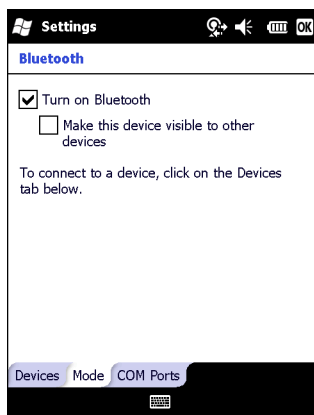 Settings
OK
Bluetooth
Turn on Bluetooth
Make this device visible to other
devices
To connect to a device, click on the Devices
tab below.
Devices Mode COM Ports